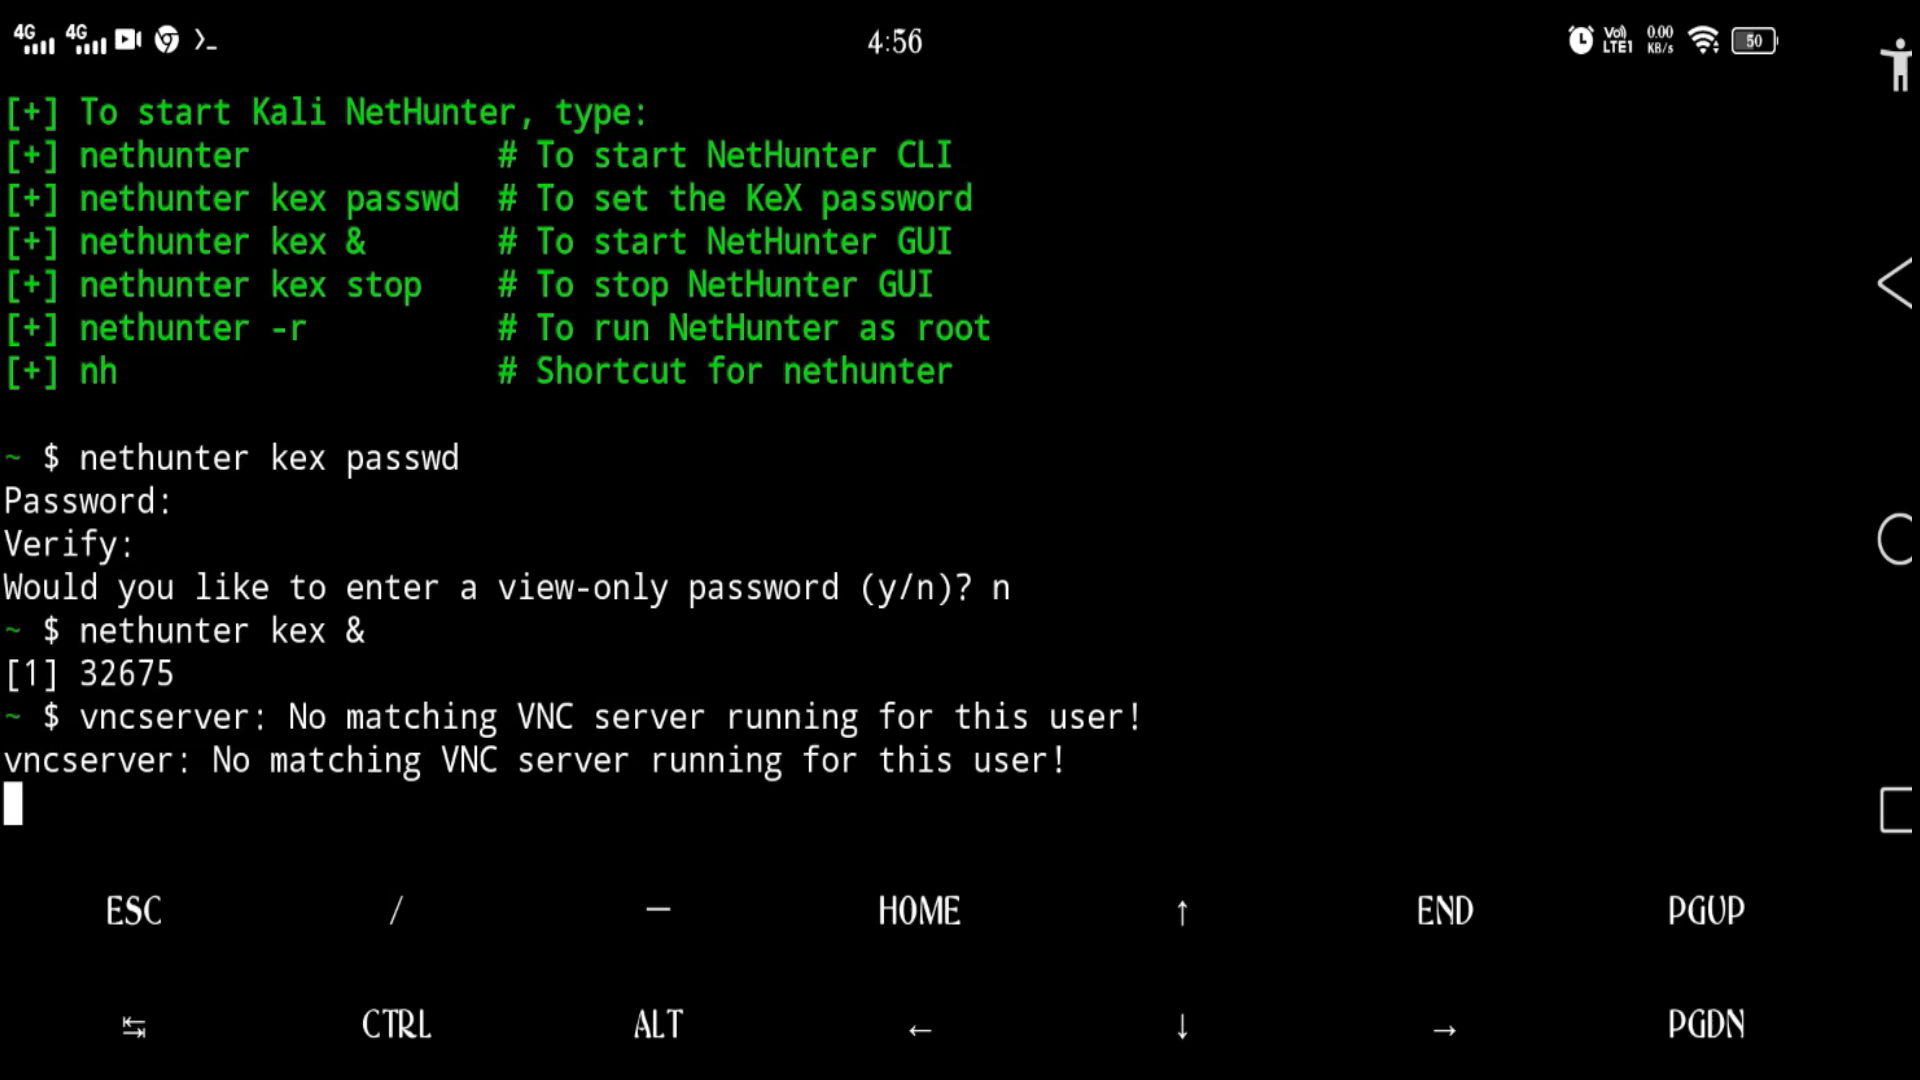 4G 4G >_ 4:56 Vo)) LTE1 0.00 KB/s 50
[+] To start Kali NetHunter, type:
[+] nethunter # To start NetHunter CLI
[+] nethunter kex passwd # To set the KeX password
[+] nethunter kex & # To start NetHunter GUI
[+] nethunter kex stop # To stop NetHunter GUI
[+] nethunter -r # To run NetHunter as root
[+] nh # Shortcut for nethunter
~ $ nethunter kex passwd
Password:
Verify:
Would you like to enter a view-only password (y/n)? n
~ $ nethunter kex &
[1] 32675
~ $ vncserver: No matching VNC server running for this user!
vncserver: No matching VNC server running for this user!
ESC / — HOME ↑ END PGUP
↹ CTRL ALT ← ↓ → PGDN